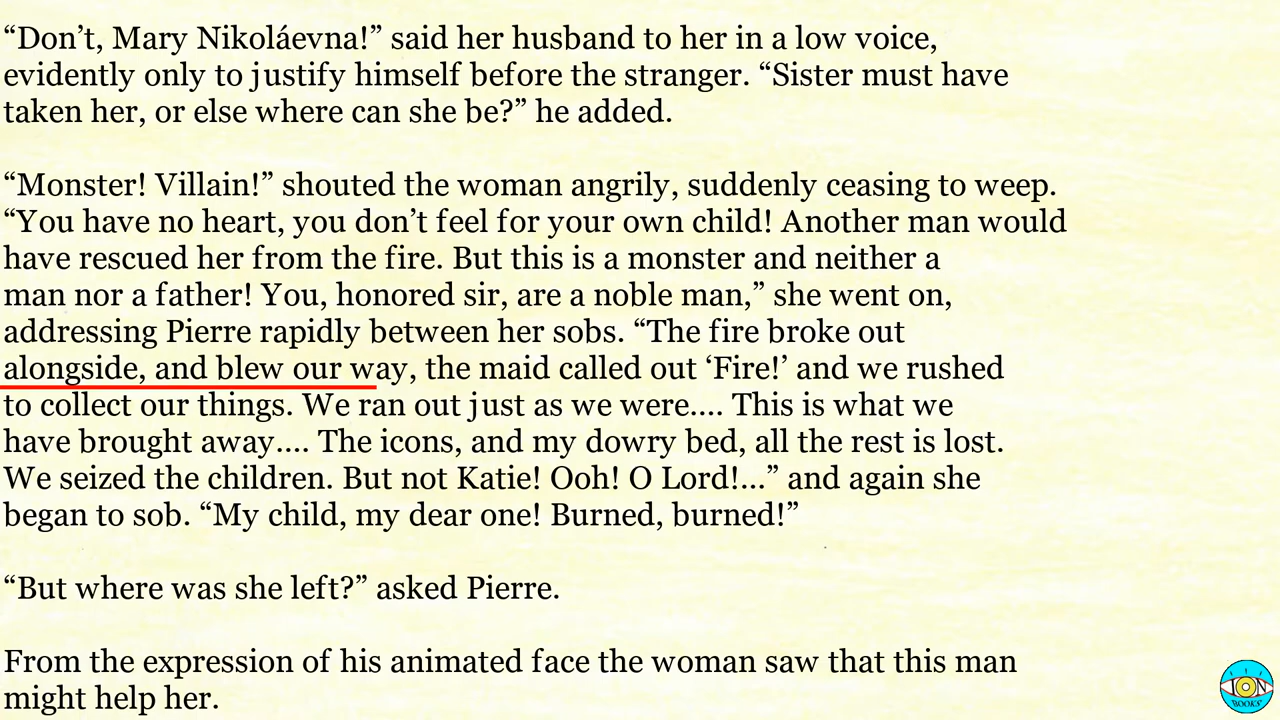 “Don’t, Mary Nikoláevna!” said her husband to her in a low voice,
evidently only to justify himself before the stranger. “Sister must have
taken her, or else where can she be?” he added.
“Monster! Villain!” shouted the woman angrily, suddenly ceasing to weep.
“You have no heart, you don’t feel for your own child! Another man would
have rescued her from the fire. But this is a monster and neither a
man nor a father! You, honored sir, are a noble man,” she went on,
addressing Pierre rapidly between her sobs. “The fire broke out
alongside, and blew our way, the maid called out ‘Fire!’ and we rushed
to collect our things. We ran out just as we were.... This is what we
have brought away.... The icons, and my dowry bed, all the rest is lost.
We seized the children. But not Katie! Ooh! O Lord!...” and again she
began to sob. “My child, my dear one! Burned, burned!”
“But where was she left?” asked Pierre.
From the expression of his animated face the woman saw that this man
might help her.
ION
BOOKS